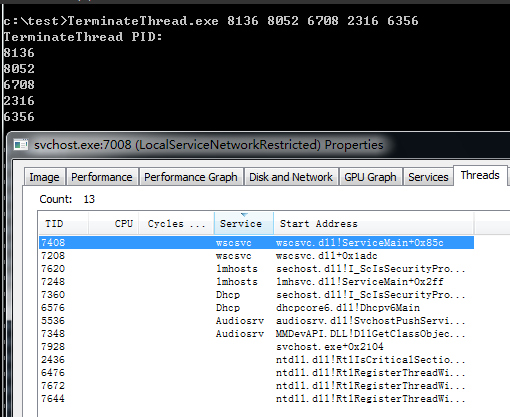 c:\test>TerminateThread.exe 8136 8052 6708 2316 6356
TerminateThread PID:
8136
8052
6708
2316
6356
svchost.exe:7008 (LocalServiceNetworkRestricted) Properties
Image Performance Performance Graph Disk and Network GPU Graph Services Threads
Count: 13
TID CPU Cycles ... Service Start Address
7408 wscsvc wscsvc.dll!ServiceMain+0x85c
7208 wscsvc wscsvc.dll+0x1adc
7620 lmhosts sechost.dll!I_ScIsSecurityPro...
7248 lmhosts lmhsvc.dll!ServiceMain+0x2ff
7360 Dhcp sechost.dll!I_ScIsSecurityPro...
6576 Dhcp dhcpcore6.dll!Dhcpv6Main
5536 Audiosrv audiosrv.dll!SvchostPushServi...
7348 Audiosrv MMDevAPI.DLL!DllGetClassObjec...
7928 svchost.exe+0x2104
2436 ntdll.dll!RtlIsCriticalSectio...
6476 ntdll.dll!RtlRegisterThreadWi...
7672 ntdll.dll!RtlRegisterThreadWi...
7644 ntdll.dll!RtlRegisterThreadWi...